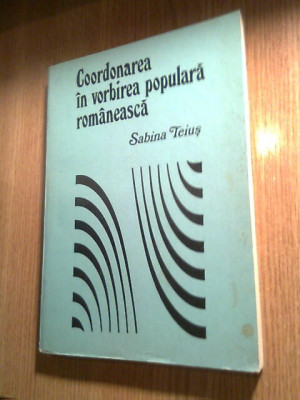 Coordonarea
în vorbirea populară
românească
Sabina Teiuș